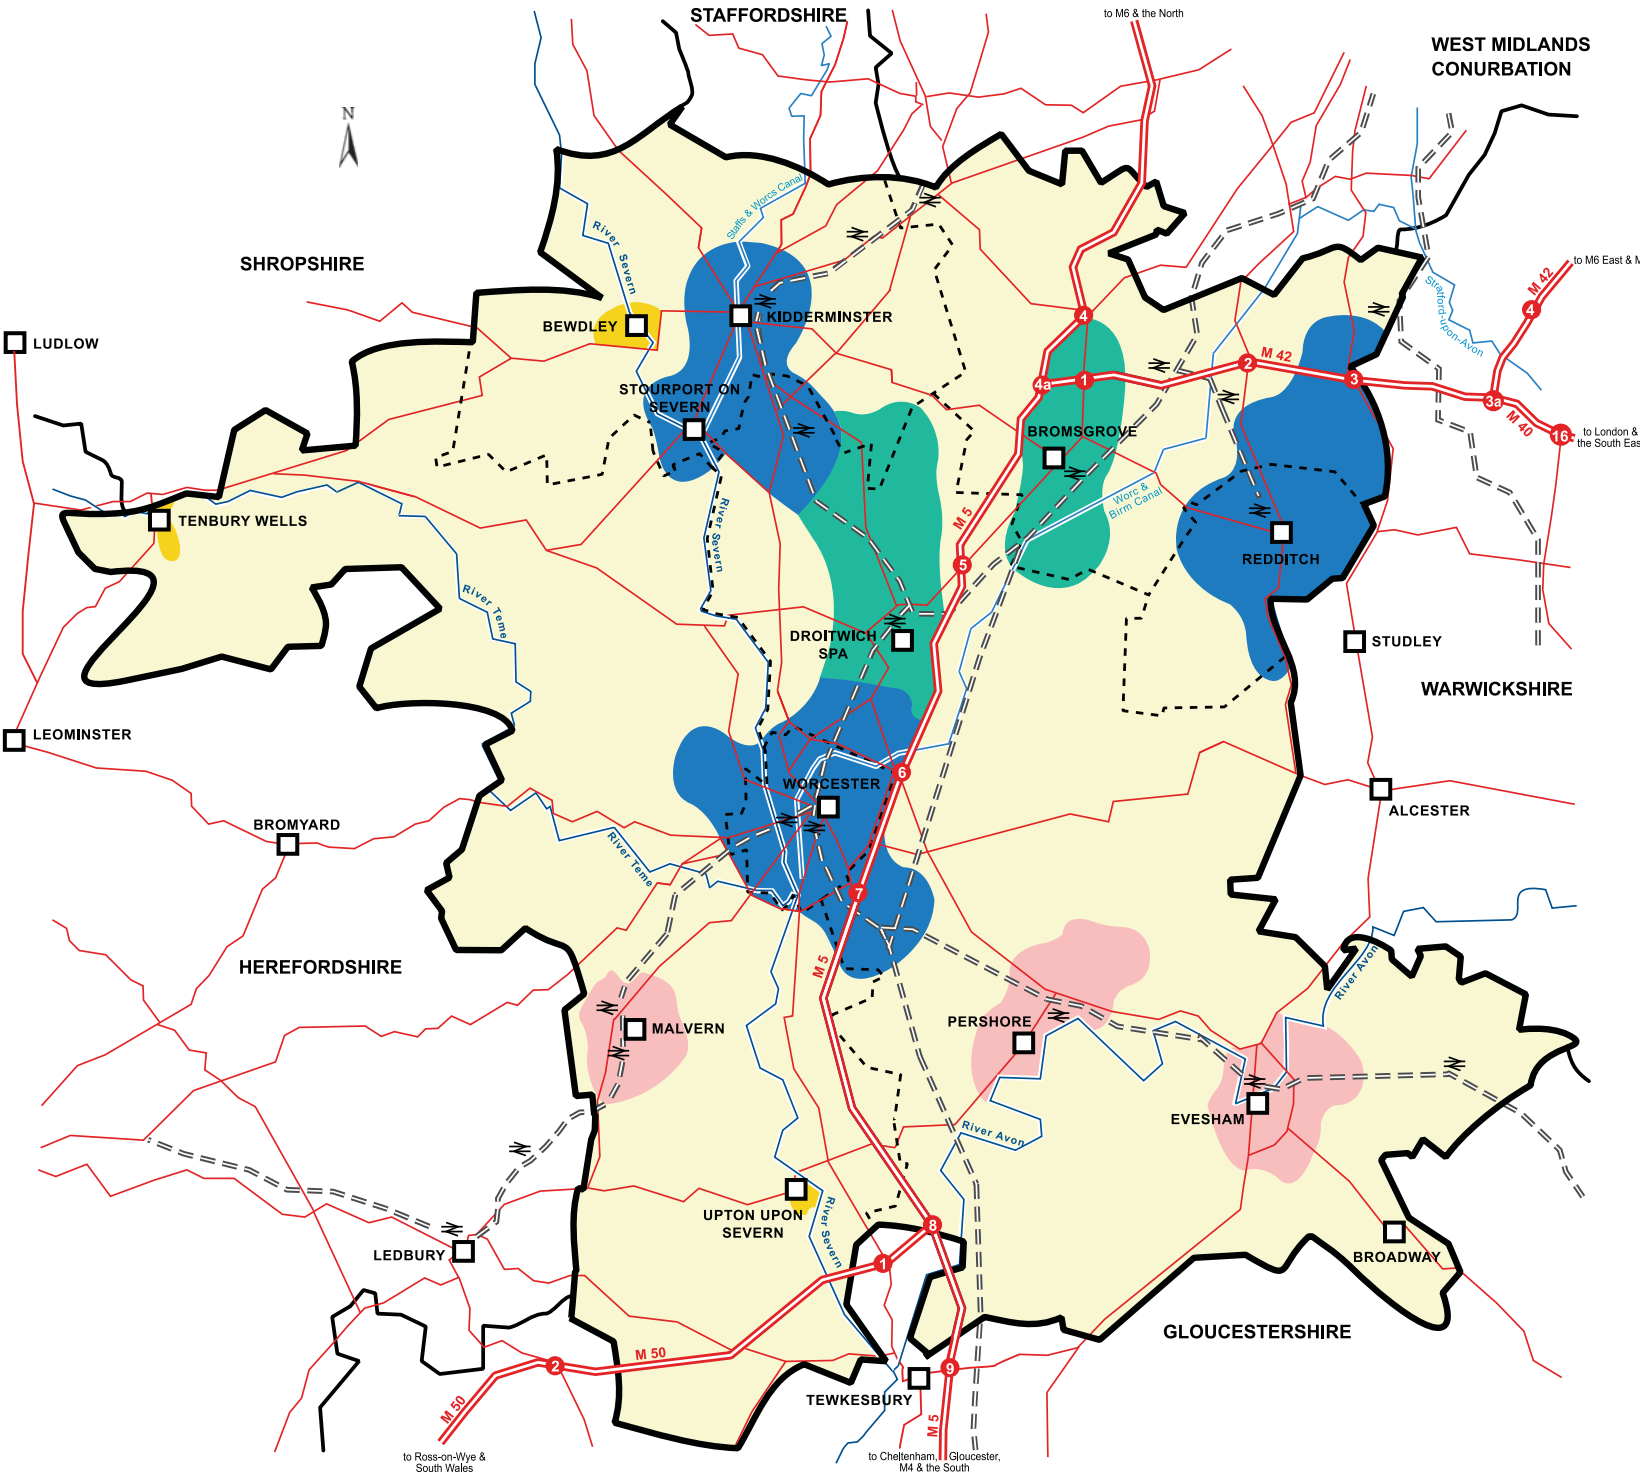 STAFFORDSHIRE
to M6 & the North
WEST MIDLANDS
CONURBATION
N
Staffs & Worcs Canal
River Severn
SHROPSHIRE
to M6 East & M
M 42
4
Stratford-upon-Avon
LUDLOW
BEWDLEY
KIDDERMINSTER
4
2
M 42
3
3a
M 40
16
to London &
the South Eas
4a
1
STOURPORT ON
SEVERN
BROMSGROVE
Worc &
Birm Canal
TENBURY WELLS
River Severn
M 5
5
REDDITCH
River Teme
DROITWICH
SPA
STUDLEY
WARWICKSHIRE
LEOMINSTER
6
WORCESTER
ALCESTER
BROMYARD
River Teme
7
HEREFORDSHIRE
M 5
River Avon
MALVERN
PERSHORE
EVESHAM
River Avon
UPTON UPON
SEVERN
River Severn
8
LEDBURY
1
BROADWAY
GLOUCESTERSHIRE
M 50
2
9
TEWKESBURY
M 50
M 5
to Ross-on-Wye &
South Wales
to Cheltenham, Gloucester,
M4 & the South